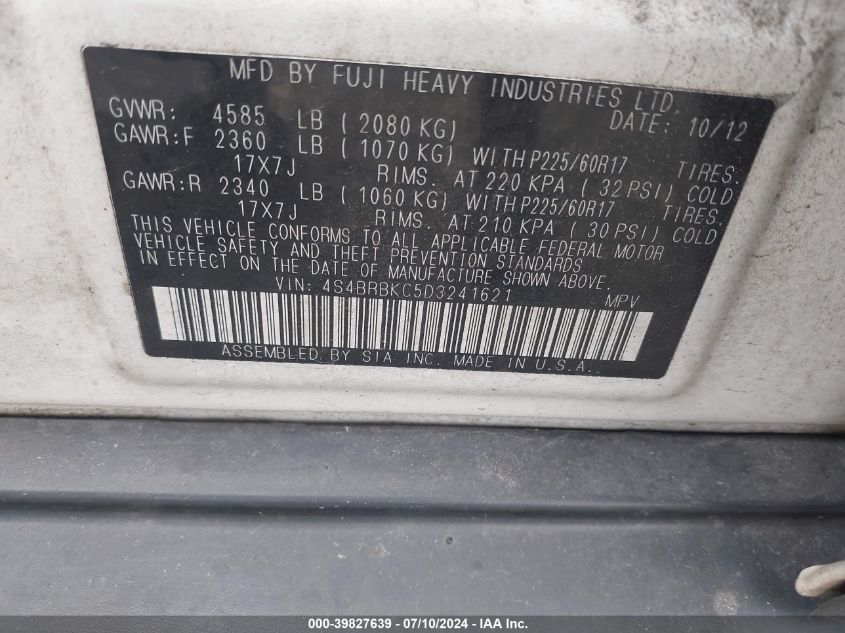 MFD BY FUJI HEAVY INDUSTRIES LTD.
GVWR: 4585 LB ( 2080 KG) DATE: 10/12
GAWR:F 2360 LB ( 1070 KG) WITH P225/60R17 TIRES.
17X7J RIMS. AT 220 KPA ( 32 PSI) COLD
GAWR:R 2340 LB ( 1060 KG) WITH P225/60R17 TIRES.
17X7J RIMS. AT 210 KPA ( 30 PSI) COLD
THIS VEHICLE CONFORMS TO ALL APPLICABLE FEDERAL MOTOR
VEHICLE SAFETY AND THEFT PREVENTION STANDARDS
IN EFFECT ON THE DATE OF MANUFACTURE SHOWN ABOVE.
VIN: 4S4BRBKC5D3241621 MPV
ASSEMBLED BY SIA INC. MADE IN U.S.A.
000-39827639 - 07/10/2024 - IAA Inc.